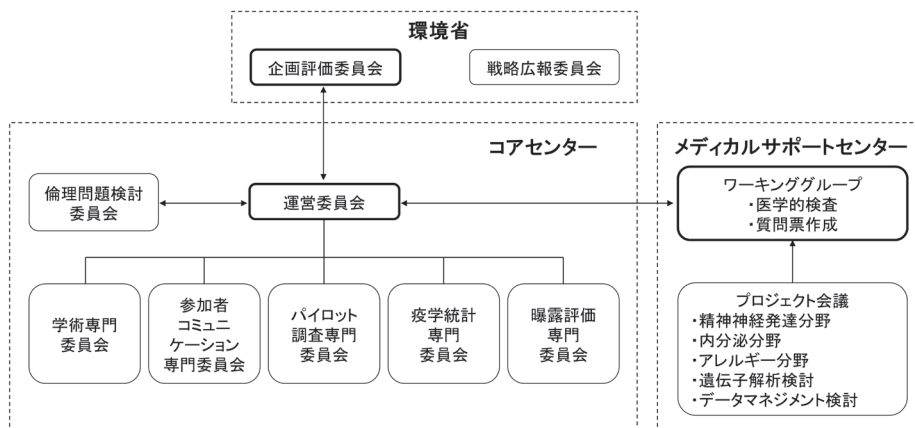 環境省
企画評価委員会
戦略広報委員会
コアセンター
倫理問題検討
委員会
運営委員会
学術専門
委員会
参加者
コミュニ
ケーション
専門委員会
パイロット
調査専門
委員会
疫学統計
専門
委員会
曝露評価
専門
委員会
メディカルサポートセンター
ワーキンググループ
・医学的検査
・質問票作成
プロジェクト会議
・精神神経発達分野
・内分泌分野
・アレルギー分野
・遺伝子解析検討
・データマネジメント検討